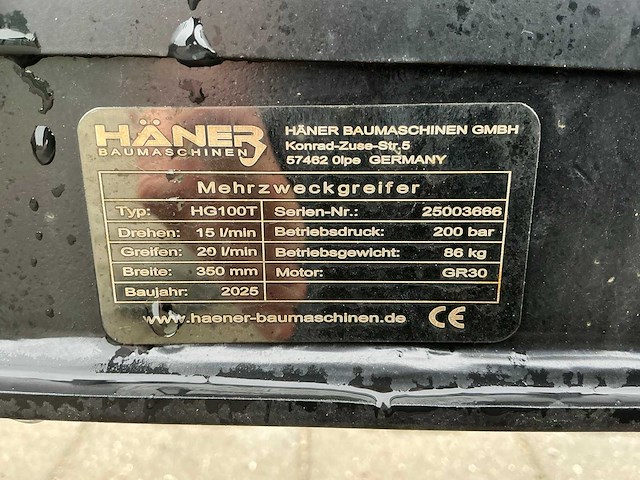 HÄNER
BAUMASCHINEN
HÄNER BAUMASCHINEN GMBH
Konrad-Zuse-Str.5
57462 Olpe GERMANY
Mehrzweckgreifer
Typ: HG100T Serien-Nr.: 25003666
Drehen: 15 l/min Betriebsdruck: 200 bar
Greifen: 20 l/min Betriebsgewicht: 86 kg
Breite: 350 mm Motor: GR30
Baujahr: 2025
www.haener-baumaschinen.de CE